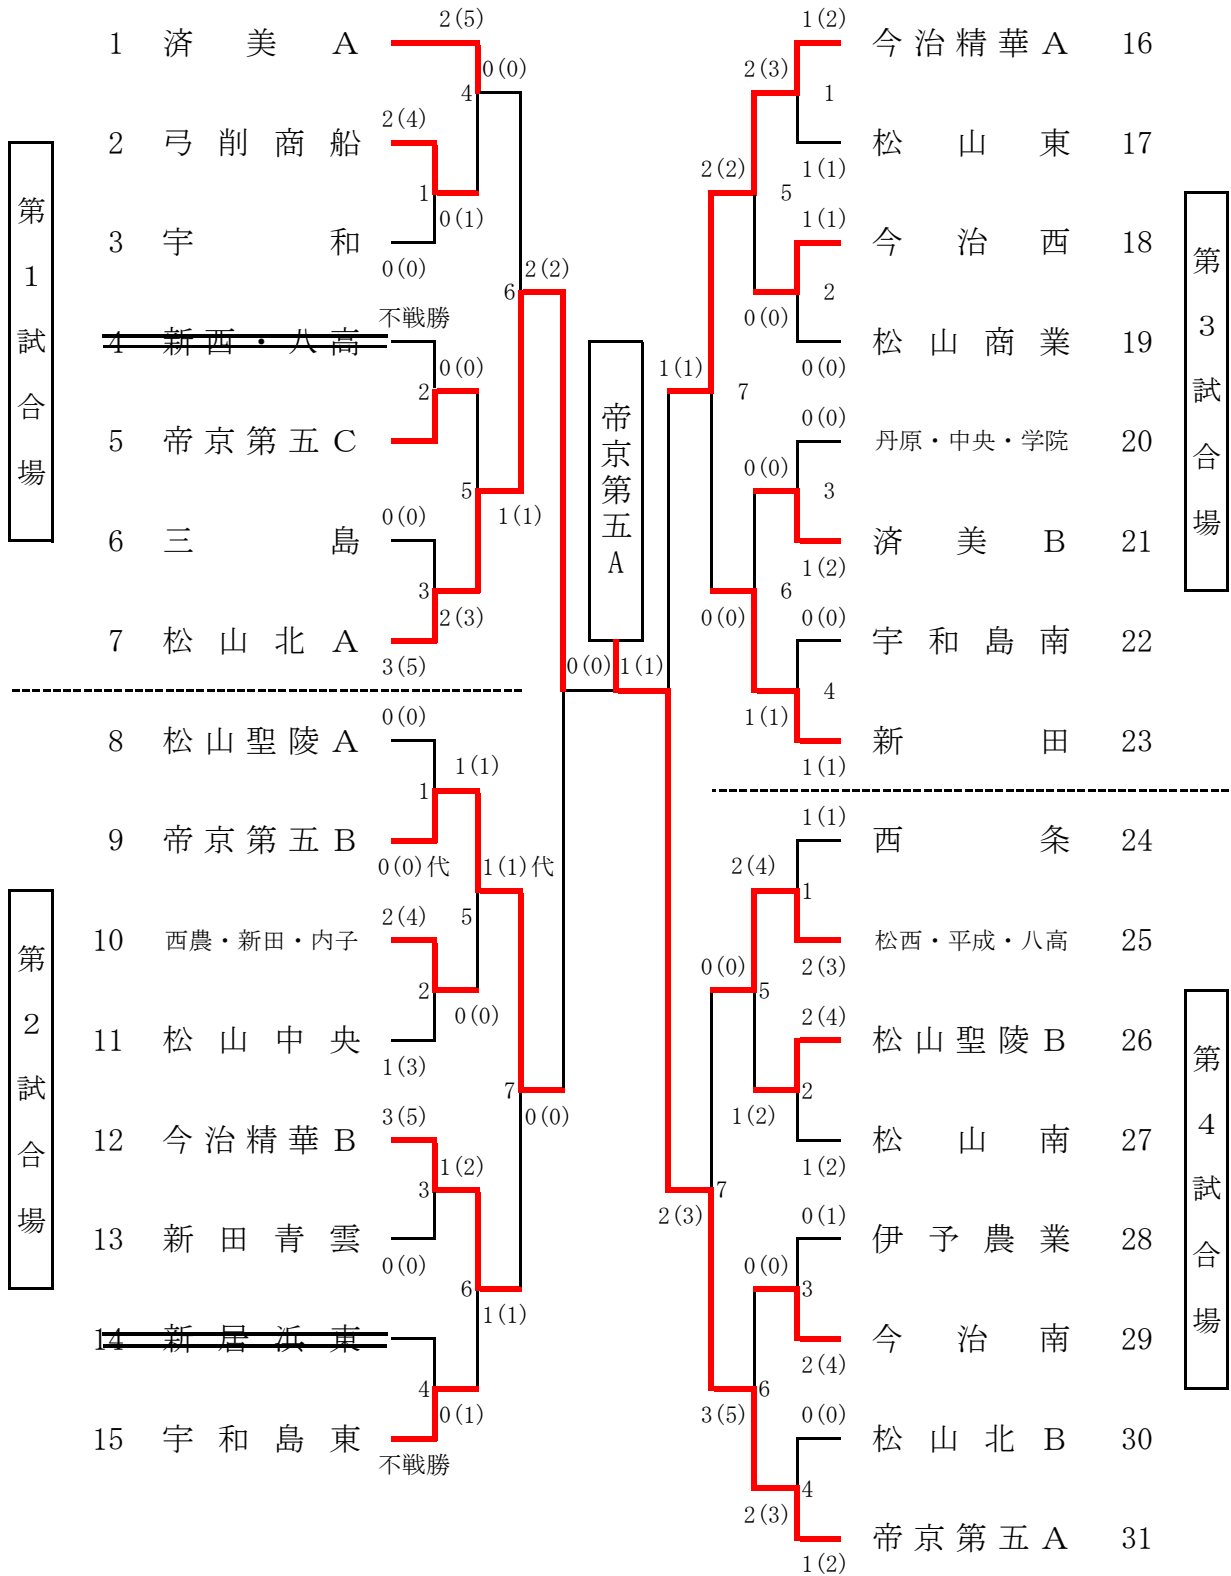 第1試合場
1 済美A 2(5)
0(0)
4
2 弓削商船 2(4)
1
0(1)
3 宇和 0(0)
6
2(2)
4 新西・八高 不戦勝
0(0)
2
5 帝京第五C
5
1(1)
6 三島 0(0)
3
2(3)
7 松山北A 3(5)
0(0)
第2試合場
8 松山聖陵A 0(0)
1(1)
1
9 帝京第五B 0(0)代
1(1)代
5
10 西農・新田・内子 2(4)
2
0(0)
11 松山中央 1(3)
7
0(0)
12 今治精華B 3(5)
1(2)
3
13 新田青雲 0(0)
6
1(1)
14 新居浜東
4
0(1)
15 宇和島東 不戦勝
帝京第五A
1(1)
第3試合場
1(2) 今治精華A 16
2(3)
1
1(1) 松山東 17
2(2)
5
1(1) 今治西 18
2
0(0)
0(0) 松山商業 19
1(1)
7
0(0) 丹原・中央・学院 20
0(0)
3
1(2) 済美B 21
6
0(0)
0(0) 宇和島南 22
4
1(1)
1(1) 新田 23
第4試合場
1(1) 西条 24
2(4)
1
2(3) 松西・平成・八高 25
0(0)
5
2(4) 松山聖陵B 26
2
1(2)
1(2) 松山南 27
7
2(3)
0(1) 伊予農業 28
0(0)
3
2(4) 今治南 29
6
3(5)
0(0) 松山北B 30
4
2(3)
1(2) 帝京第五A 31